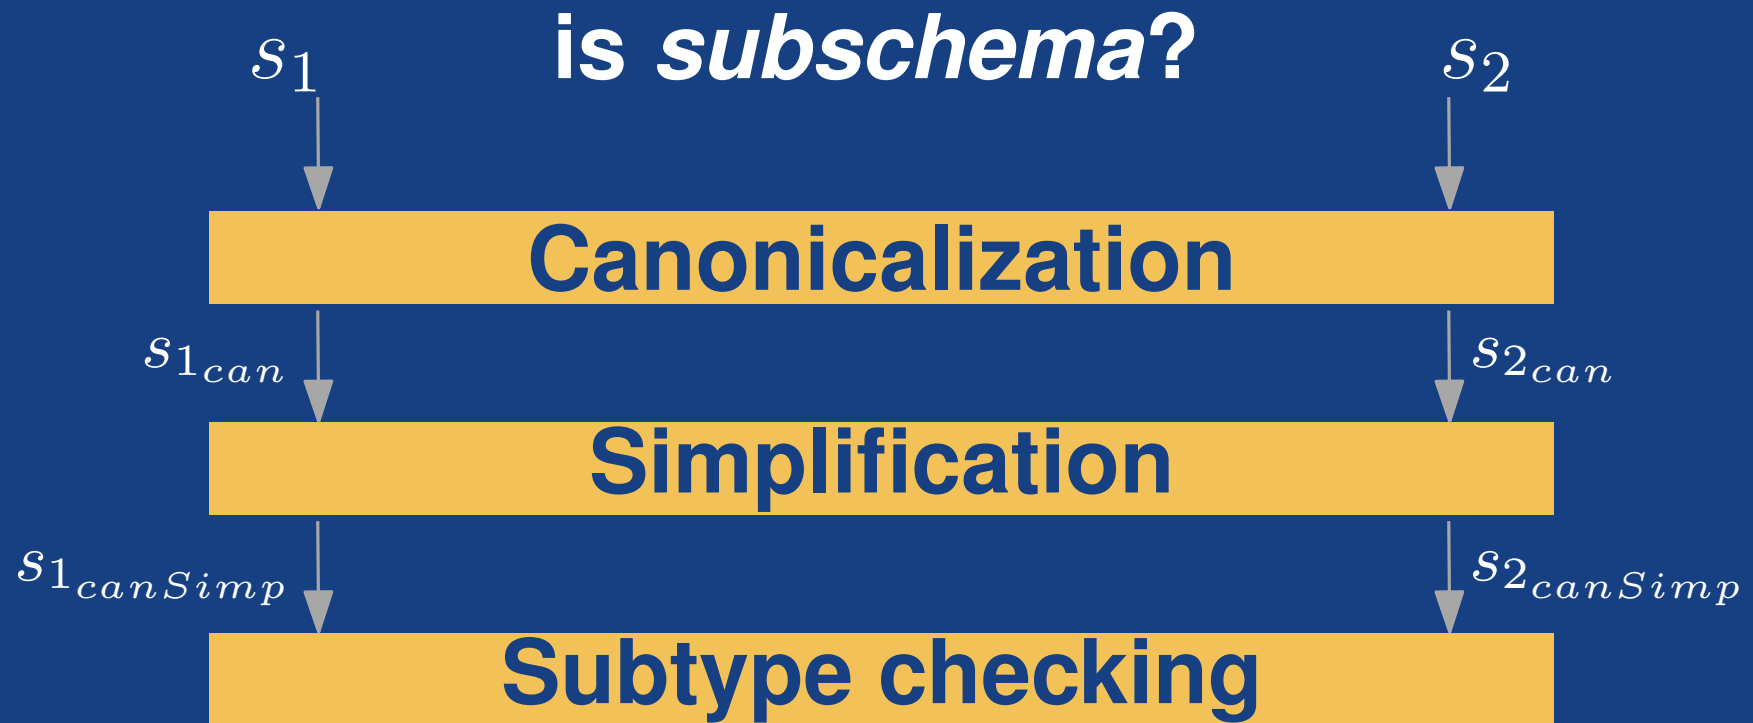 s1 is subschema? s2
Canonicalization
s1can s2can
Simplification
s1canSimp s2canSimp
Subtype checking